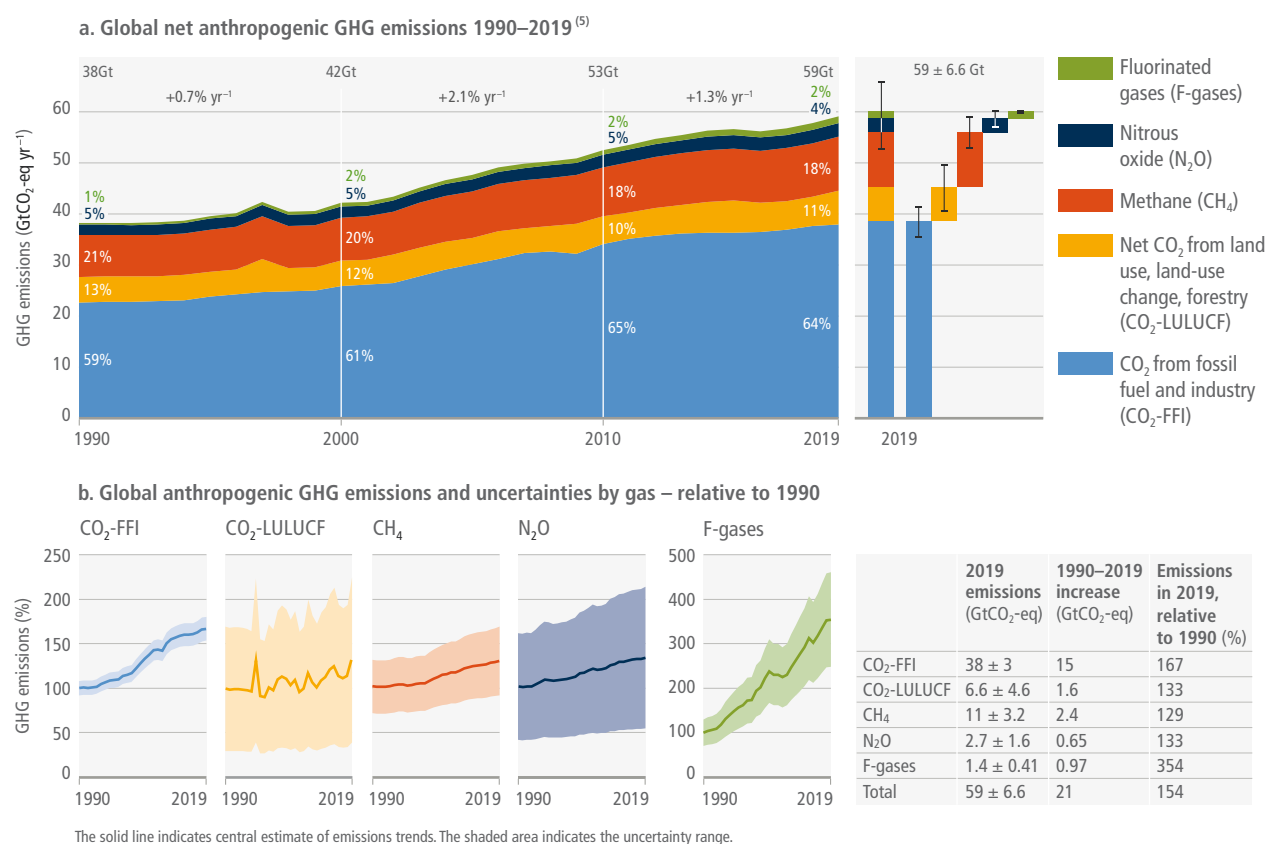 a. Global net anthropogenic GHG emissions 1990–2019 (5)
38Gt 42Gt 53Gt 59Gt
+0.7% yr⁻¹ +2.1% yr⁻¹ +1.3% yr⁻¹
GHG emissions (GtCO₂-eq yr⁻¹)
60
50
40
30
20
10
0
1%
5%
21%
13%
59%
2%
5%
20%
12%
61%
2%
5%
18%
10%
65%
2%
4%
18%
11%
64%
1990 2000 2010 2019
59 ± 6.6 Gt
2019
Fluorinated
gases (F-gases)
Nitrous
oxide (N₂O)
Methane (CH₄)
Net CO₂ from land
use, land-use
change, forestry
(CO₂-LULUCF)
CO₂ from fossil
fuel and industry
(CO₂-FFI)
b. Global anthropogenic GHG emissions and uncertainties by gas – relative to 1990
CO₂-FFI CO₂-LULUCF CH₄ N₂O F-gases
GHG emissions (%)
250
200
150
100
50
0
500
400
300
200
100
0
1990 2019 1990 2019 1990 2019 1990 2019 1990 2019
2019
emissions
(GtCO₂-eq)
1990–2019
increase
(GtCO₂-eq)
Emissions
in 2019,
relative
to 1990 (%)
CO₂-FFI 38 ± 3 15 167
CO₂-LULUCF 6.6 ± 4.6 1.6 133
CH₄ 11 ± 3.2 2.4 129
N₂O 2.7 ± 1.6 0.65 133
F-gases 1.4 ± 0.41 0.97 354
Total 59 ± 6.6 21 154
The solid line indicates central estimate of emissions trends. The shaded area indicates the uncertainty range.